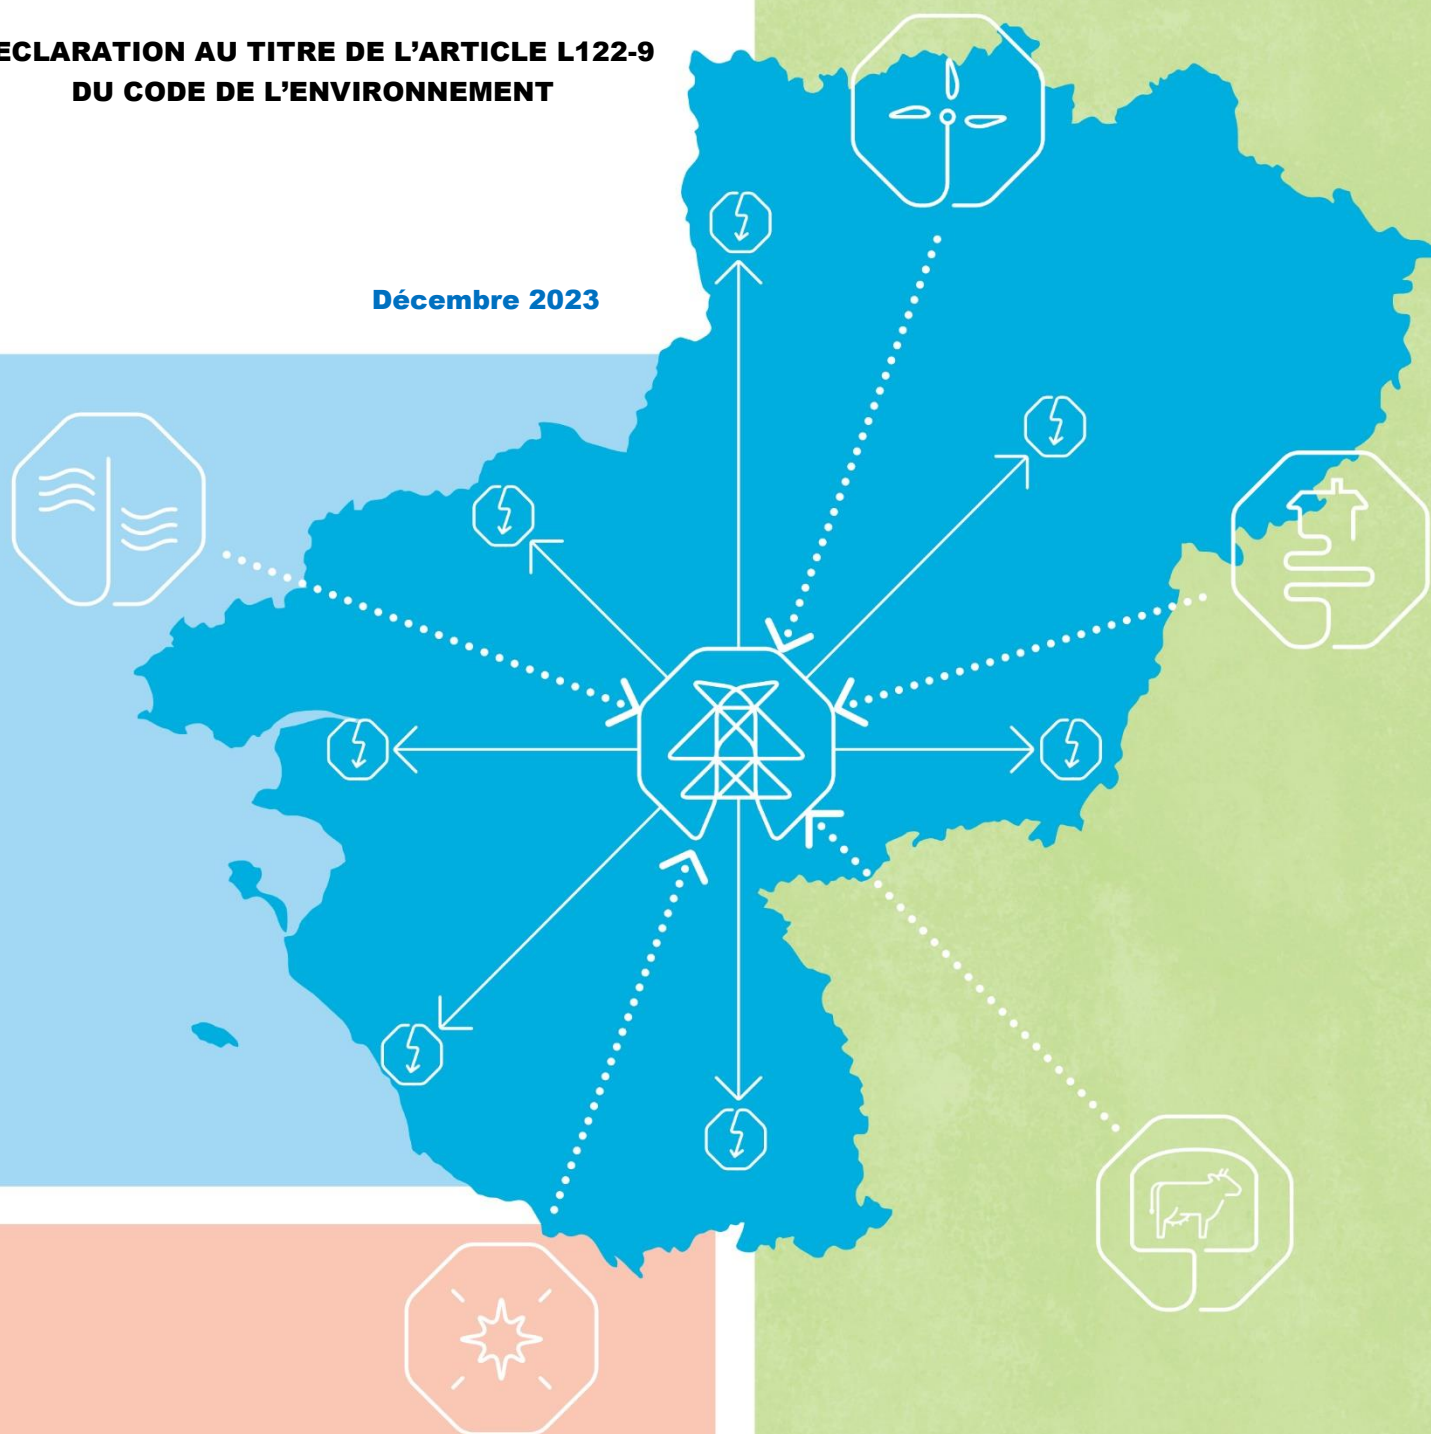 ECLARATION AU TITRE DE L’ARTICLE L122-9
DU CODE DE L’ENVIRONNEMENT
Décembre 2023